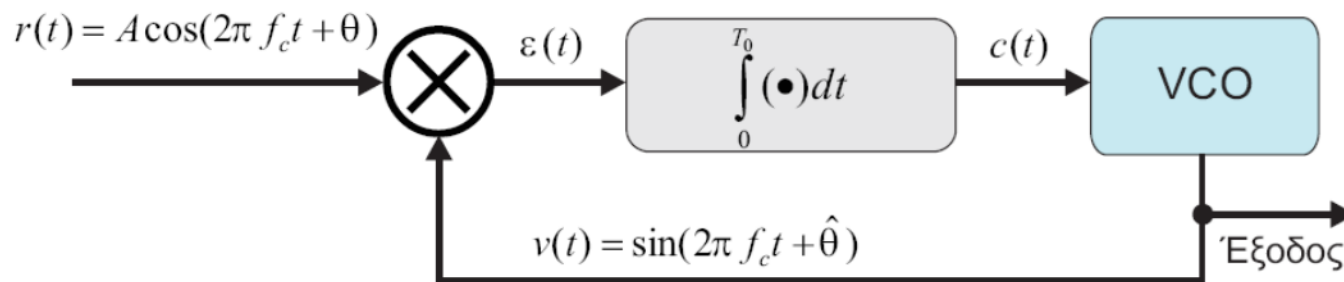 r(t) = A cos(2π f_c t + θ)
ε(t)
∫_0^{T_0} (•)dt
c(t)
VCO
v(t) = sin(2π f_c t + θ̂)
Έξοδος